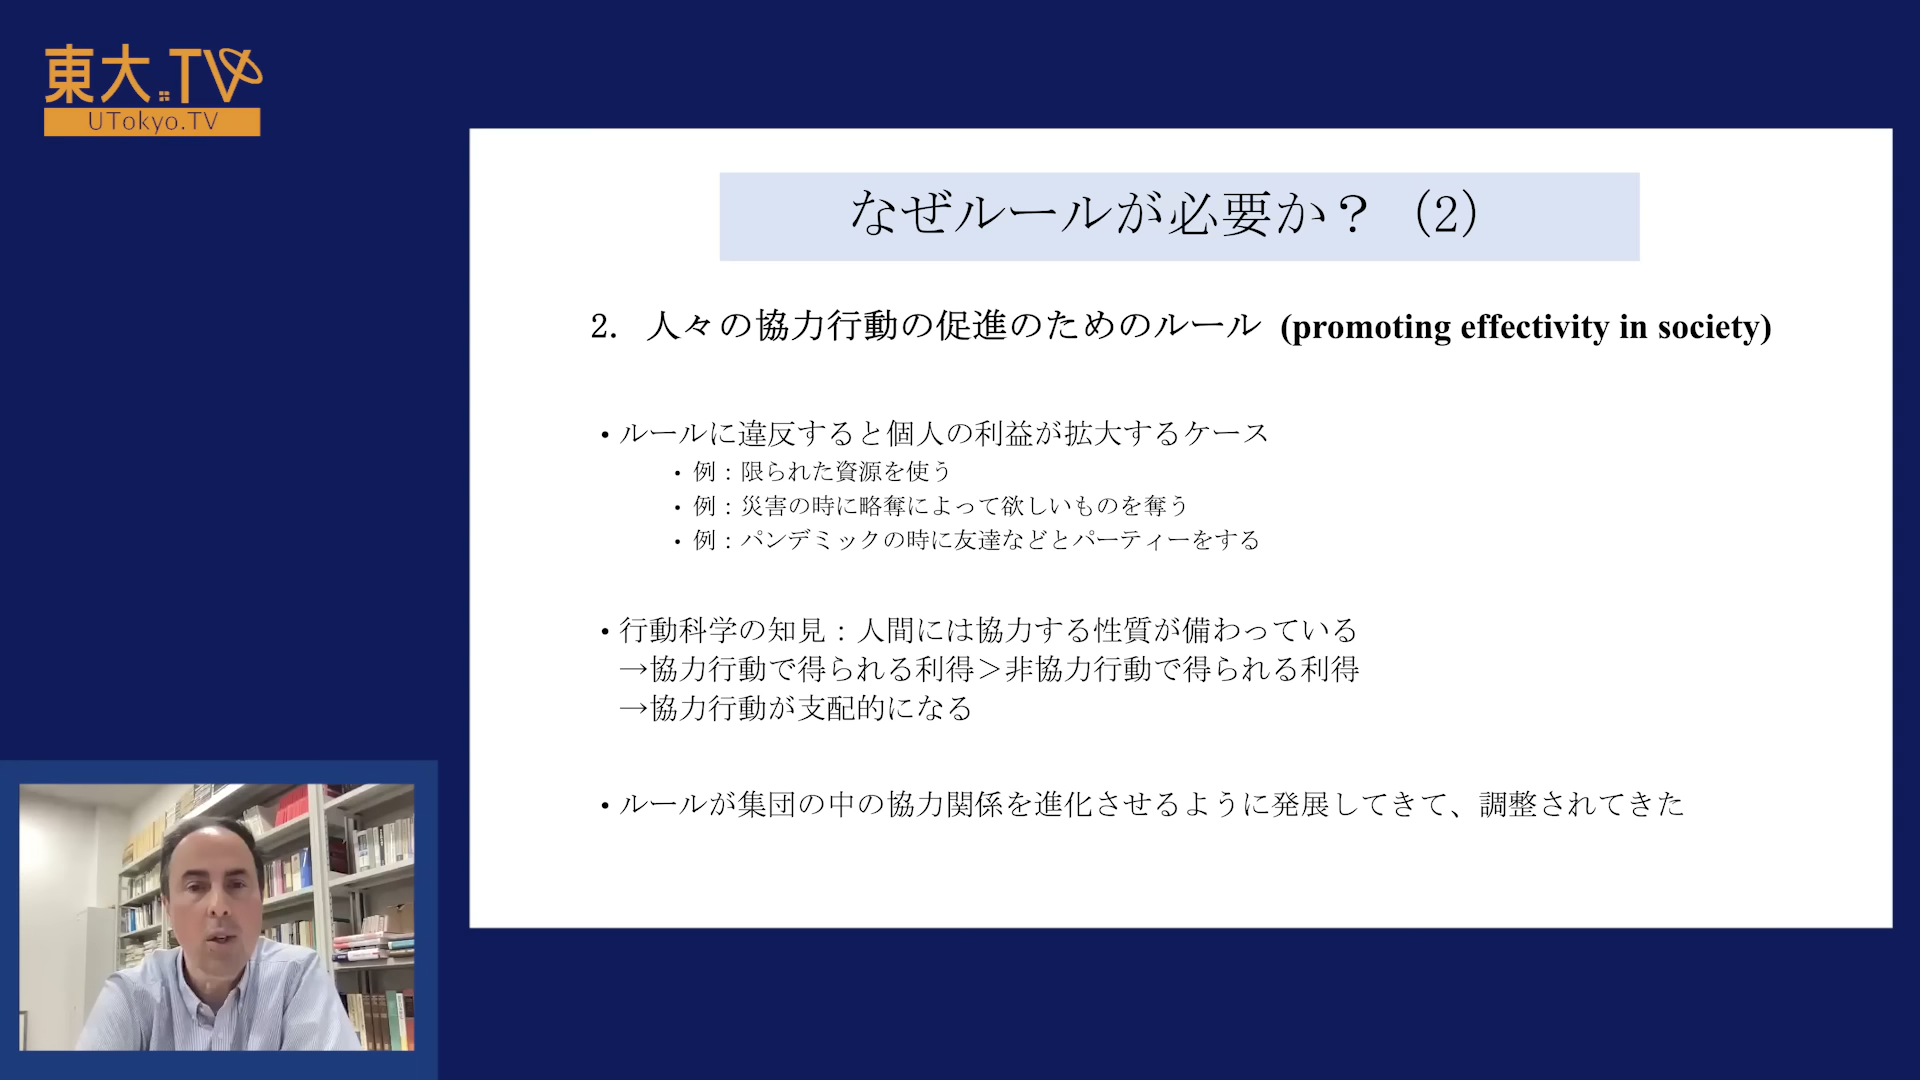 東大.TV
UTokyo.TV
なぜルールが必要か？（2）
2. 人々の協力行動の促進のためのルール (promoting effectivity in society)
・ルールに違反すると個人の利益が拡大するケース
・例：限られた資源を使う
・例：災害の時に略奪によって欲しいものを奪う
・例：パンデミックの時に友達などとパーティーをする
・行動科学の知見：人間には協力する性質が備わっている
→協力行動で得られる利得＞非協力行動で得られる利得
→協力行動が支配的になる
・ルールが集団の中の協力関係を進化させるように発展してきて、調整されてきた